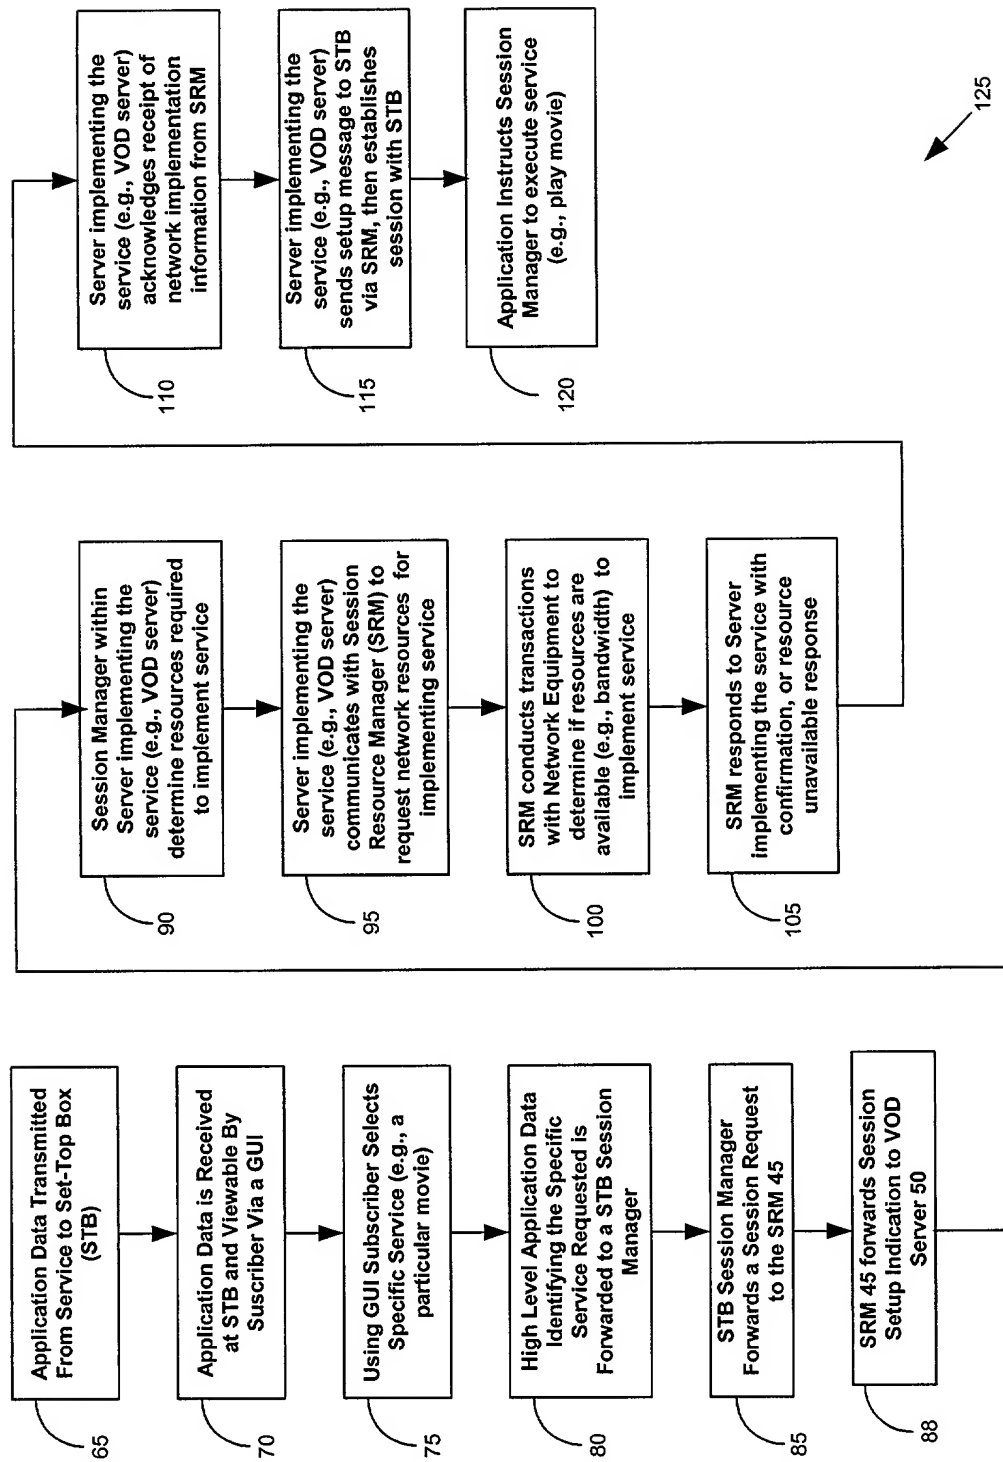 Application Data Transmitted
From Service to Set-Top Box
(STB)
65
Application Data is Received
at STB and Viewable By
Suscriber Via a GUI
70
Using GUI Subscriber Selects
Specific Service (e.g., a
particular movie)
75
High Level Application Data
Identifying the Specific
Service Requested is
Forwarded to a STB Session
Manager
80
STB Session Manager
Forwards a Session Request
to the SRM 45
85
SRM 45 forwards Session
Setup Indication to VOD
Server 50
88
Session Manager within
Server implementing the
service (e.g., VOD server)
determine resources required
to implement service
90
Server implementing the
service (e.g., VOD server)
communicates with Session
Resource Manager (SRM) to
request network resources for
implementing service
95
SRM conducts transactions
with Network Equipment to
determine if resources are
available (e.g., bandwidth) to
implement service
100
SRM responds to Server
implementing the service with
confirmation, or resource
unavailable response
105
Server implementing the
service (e.g., VOD server)
acknowledges receipt of
network implementation
information from SRM
110
Server implementing the
service (e.g., VOD server)
sends setup message to STB
via SRM, then establishes
session with STB
115
Application Instructs Session
Manager to execute service
(e.g., play movie)
120
125